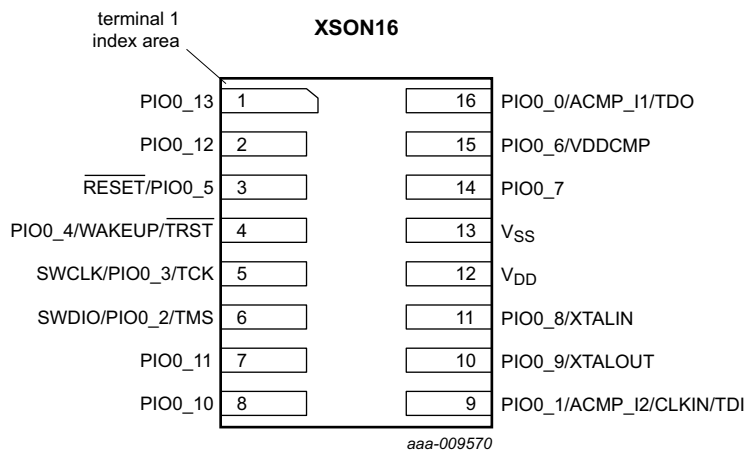 terminal 1
index area
XSON16
PIO0_13 1 16 PIO0_0/ACMP_I1/TDO
PIO0_12 2 15 PIO0_6/VDDCMP
RESET/PIO0_5 3 14 PIO0_7
PIO0_4/WAKEUP/TRST 4 13 VSS
SWCLK/PIO0_3/TCK 5 12 VDD
SWDIO/PIO0_2/TMS 6 11 PIO0_8/XTALIN
PIO0_11 7 10 PIO0_9/XTALOUT
PIO0_10 8 9 PIO0_1/ACMP_I2/CLKIN/TDI
aaa-009570